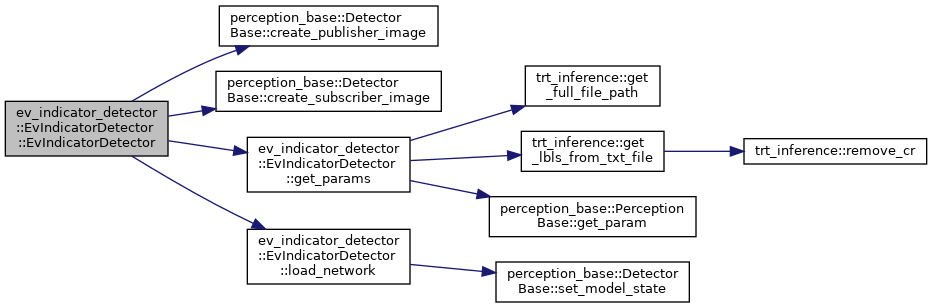 perception_base::Detector
Base::create_publisher_image
perception_base::Detector
Base::create_subscriber_image
ev_indicator_detector
::EvIndicatorDetector
::EvIndicatorDetector
ev_indicator_detector
::EvIndicatorDetector
::get_params
ev_indicator_detector
::EvIndicatorDetector
::load_network
trt_inference::get
_full_file_path
trt_inference::get
_lbls_from_txt_file
trt_inference::remove_cr
perception_base::Perception
Base::get_param
perception_base::Detector
Base::set_model_state